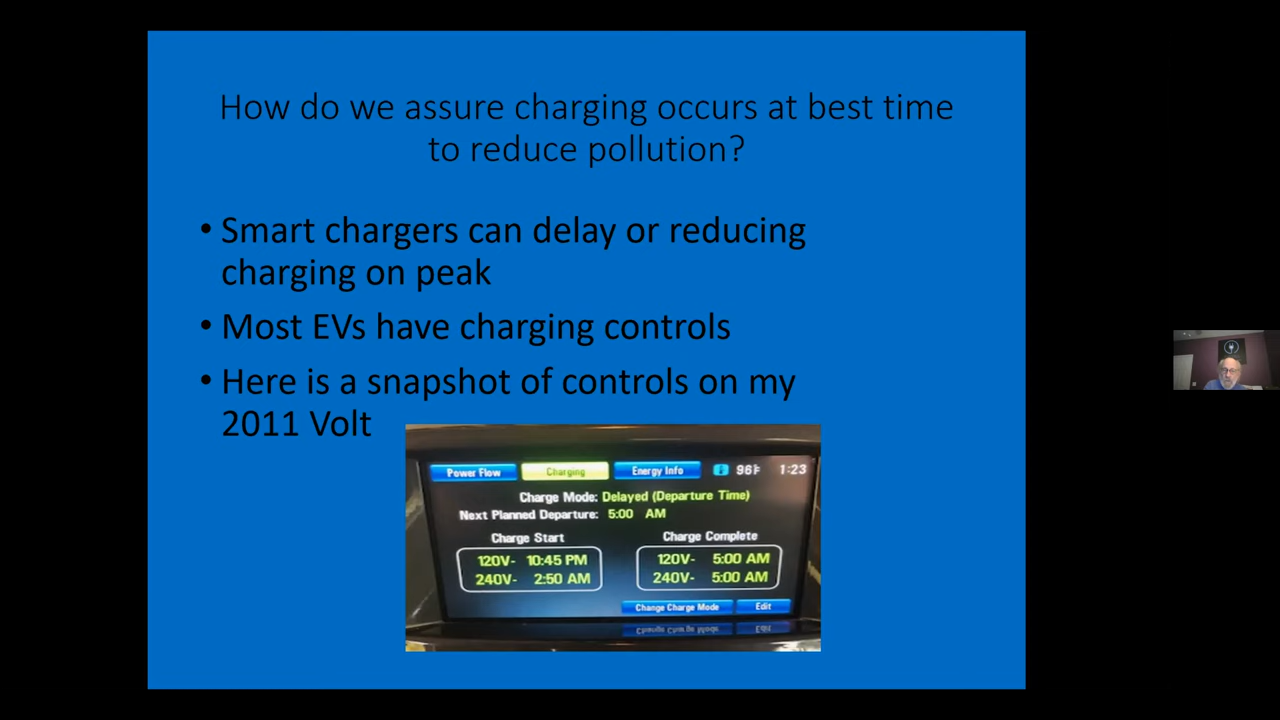 How do we assure charging occurs at best time
to reduce pollution?
• Smart chargers can delay or reducing
charging on peak
• Most EVs have charging controls
• Here is a snapshot of controls on my
2011 Volt
Power Flow Charging Energy Info 96F 1:23
Charge Mode: Delayed (Departure Time)
Next Planned Departure: 5:00 AM
Charge Start Charge Complete
120V- 10:45 PM 120V- 5:00 AM
240V- 2:50 AM 240V- 5:00 AM
Change Charge Mode Edit